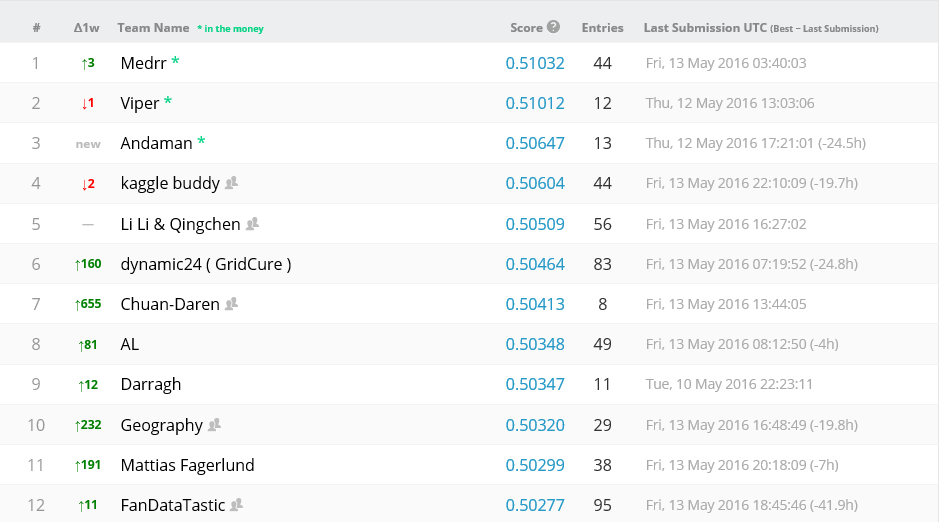 # Δ1w Team Name * in the money Score ? Entries Last Submission UTC (Best − Last Submission)
1 ↑3 Medrr * 0.51032 44 Fri, 13 May 2016 03:40:03
2 ↓1 Viper * 0.51012 12 Thu, 12 May 2016 13:03:06
3 new Andaman * 0.50647 13 Thu, 12 May 2016 17:21:01 (-24.5h)
4 ↓2 kaggle buddy 0.50604 44 Fri, 13 May 2016 22:10:09 (-19.7h)
5 — Li Li & Qingchen 0.50509 56 Fri, 13 May 2016 16:27:02
6 ↑160 dynamic24 ( GridCure ) 0.50464 83 Fri, 13 May 2016 07:19:52 (-24.8h)
7 ↑655 Chuan-Daren 0.50413 8 Fri, 13 May 2016 13:44:05
8 ↑81 AL 0.50348 49 Fri, 13 May 2016 08:12:50 (-4h)
9 ↑12 Darragh 0.50347 11 Tue, 10 May 2016 22:23:11
10 ↑232 Geography 0.50320 29 Fri, 13 May 2016 16:48:49 (-19.8h)
11 ↑191 Mattias Fagerlund 0.50299 38 Fri, 13 May 2016 20:18:09 (-7h)
12 ↑11 FanDataTastic 0.50277 95 Fri, 13 May 2016 18:45:46 (-41.9h)